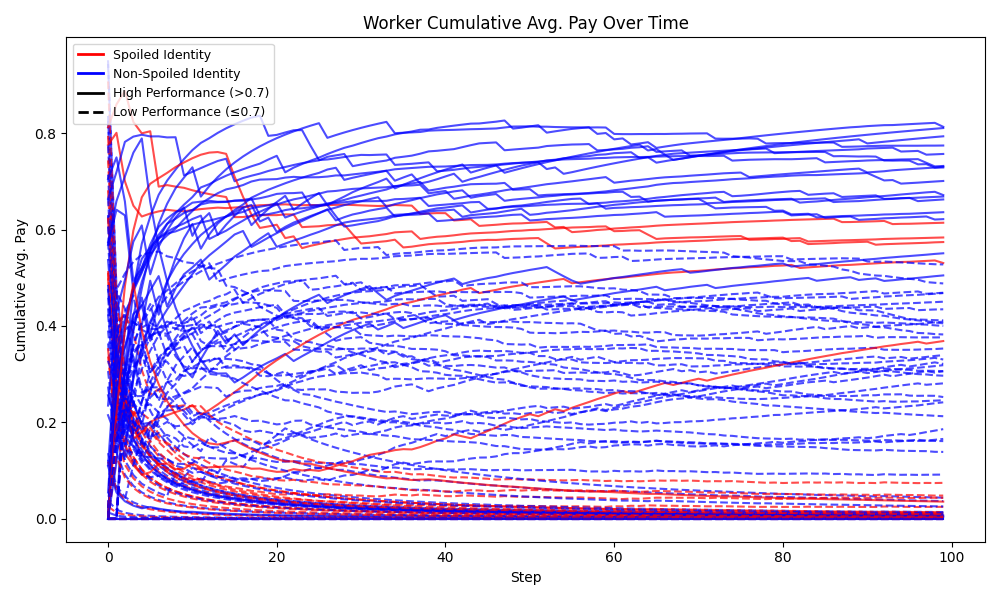 Worker Cumulative Avg. Pay Over Time
Spoiled Identity
Non-Spoiled Identity
High Performance (>0.7)
Low Performance (≤0.7)
Cumulative Avg. Pay
0.8
0.6
0.4
0.2
0.0
0 20 40 60 80 100
Step